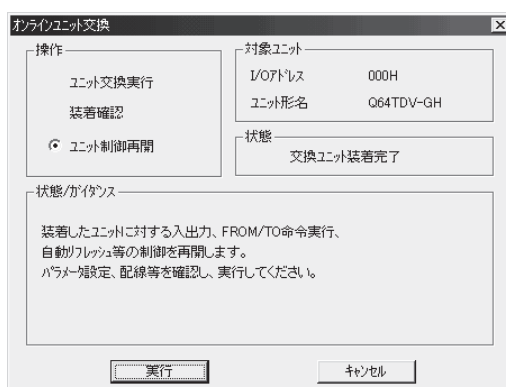 オンラインユニット交換
操作
ユニット交換実行
装着確認
ユニット制御再開
対象ユニット
I/Oアドレス 000H
ユニット形名 Q64TDV-GH
状態
交換ユニット装着完了
状態/ガイダンス
装着したユニットに対する入出力、FROM/TO命令実行、
自動リフレッシュ等の制御を再開します。
パラメータ設定、配線等を確認し、実行してください。
実行
キャンセル